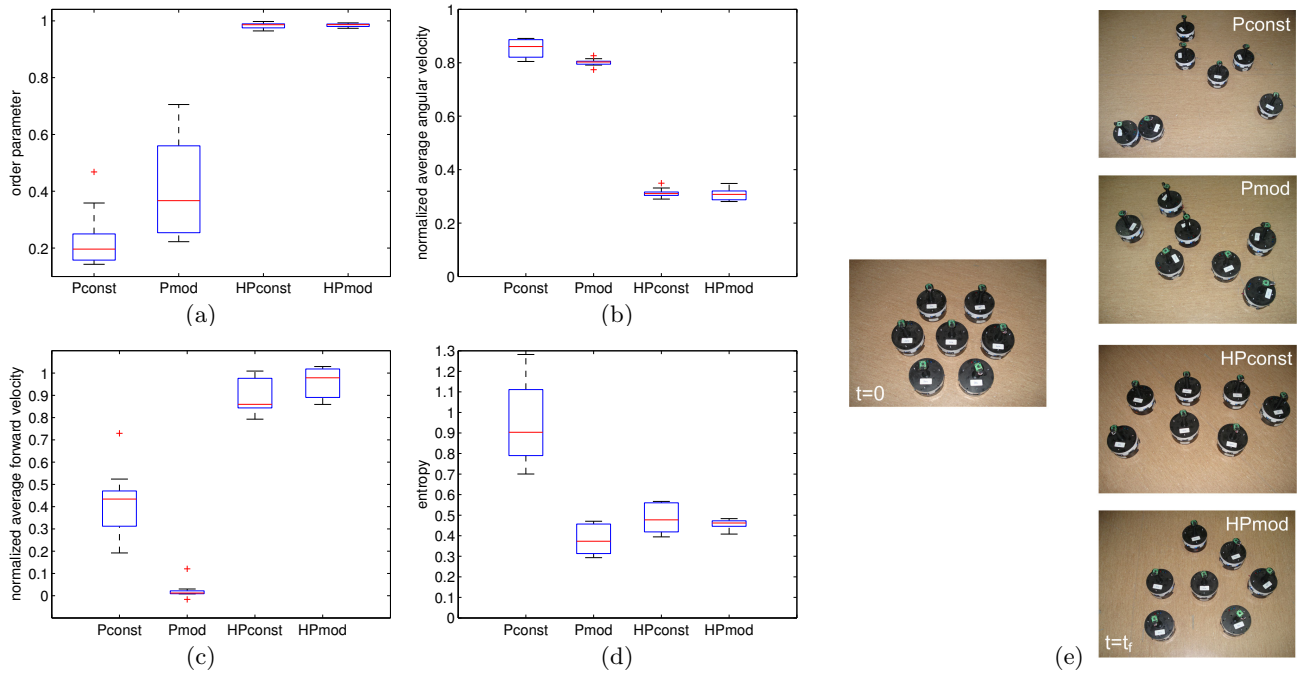 order parameter
1
0.8
0.6
0.4
0.2
Pconst Pmod HPconst HPmod
(a)
normalized average angular velocity
1
0.8
0.6
0.4
0.2
0
Pconst Pmod HPconst HPmod
(b)
normalized average forward velocity
1
0.9
0.8
0.7
0.6
0.5
0.4
0.3
0.2
0.1
0
Pconst Pmod HPconst HPmod
(c)
entropy
1.3
1.2
1.1
1
0.9
0.8
0.7
0.6
0.5
0.4
0.3
0.2
0.1
0
Pconst Pmod HPconst HPmod
(d)
t=0
Pconst
Pmod
HPconst
HPmod
t=t_f
(e)